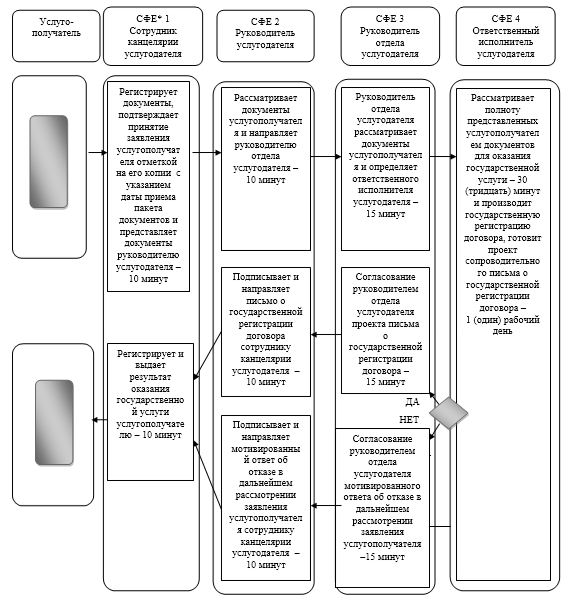 Услуго-
получатель
СФЕ* 1
Сотрудник
канцелярии
услугодателя
СФЕ 2
Руководитель
услугодателя
СФЕ 3
Руководитель
отдела
услугодателя
СФЕ 4
Ответственный
исполнитель
услугодателя
Регистрирует
документы,
подтверждает
принятие
заявления
услугополучат
еля отметкой
на его копии с
указанием
даты приема
пакета
документов и
представляет
документы
руководителю
услугодателя –
10 минут
Рассматривает
документы
услугополучател
я и направляет
руководителю
отдела
услугодателя –
10 минут
Руководитель
отдела
услугодателя
рассматривает
документы
услугополучател
я и определяет
ответственного
исполнителя
услугодателя –
15 минут
Рассматривает
полноту
представленных
услугополучател
ем документов
для оказания
государственной
услуги – 30
(тридцать) минут
и производит
государственную
регистрацию
договора, готовит
проект
сопроводительно
го письма о
государственной
регистрации
договора –
1 (один) рабочий
день
Подписывает и
направляет
письмо о
государственной
регистрации
договора
сотруднику
канцелярии
услугодателя –
10 минут
Согласование
руководителем
отдела
услугодателя
проекта письма
о
государственной
регистрации
договора –
15 минут
Регистрирует и
выдает
результат
оказания
государственно
й услуги
услугополучате
лю – 10 минут
ДА
НЕТ
Подписывает и
направляет
мотивированны
й ответ об
отказе в
дальнейшем
рассмотрении
заявления
услугополучател
я сотруднику
канцелярии
услугодателя –
10 минут
Согласование
руководителем
отдела
услугодателя
мотивированного
ответа об отказе в
дальнейшем
рассмотрении
заявления
услугополучателя
–15 минут